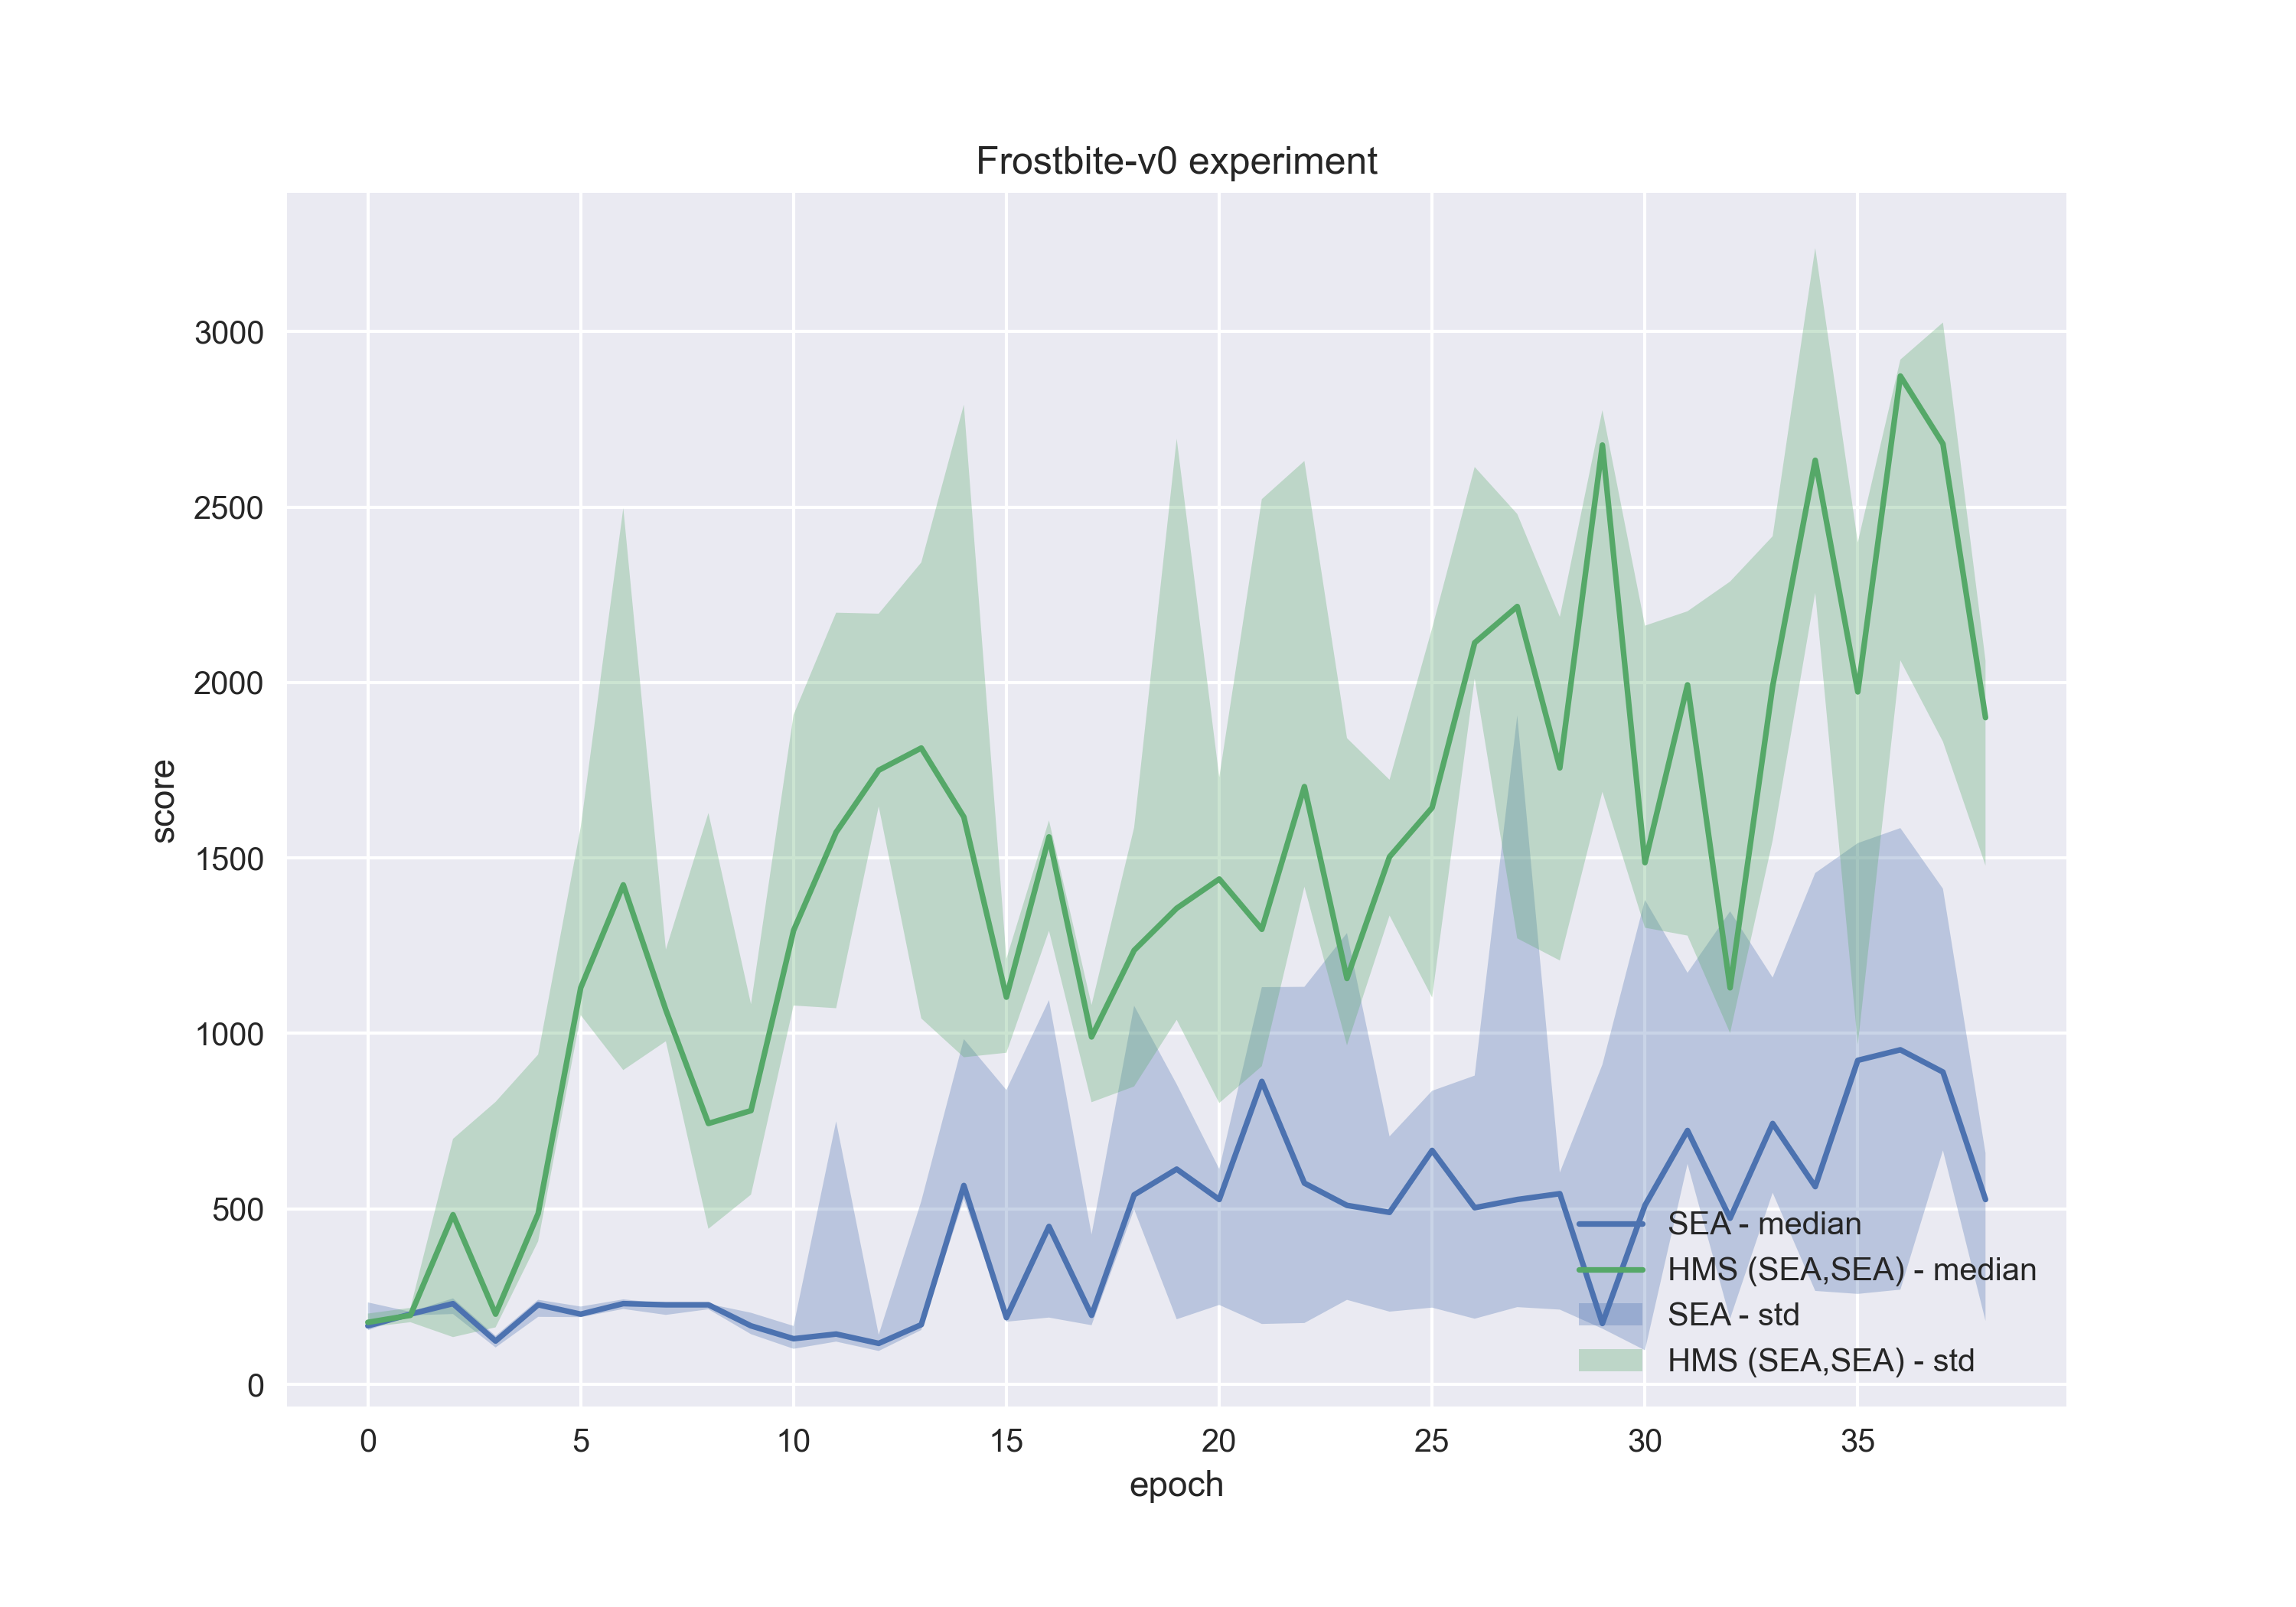 Frostbite-v0 experiment
score
3000
2500
2000
1500
1000
500
0
SEA - median
HMS (SEA,SEA) - median
SEA - std
HMS (SEA,SEA) - std
0 5 10 15 20 25 30 35
epoch